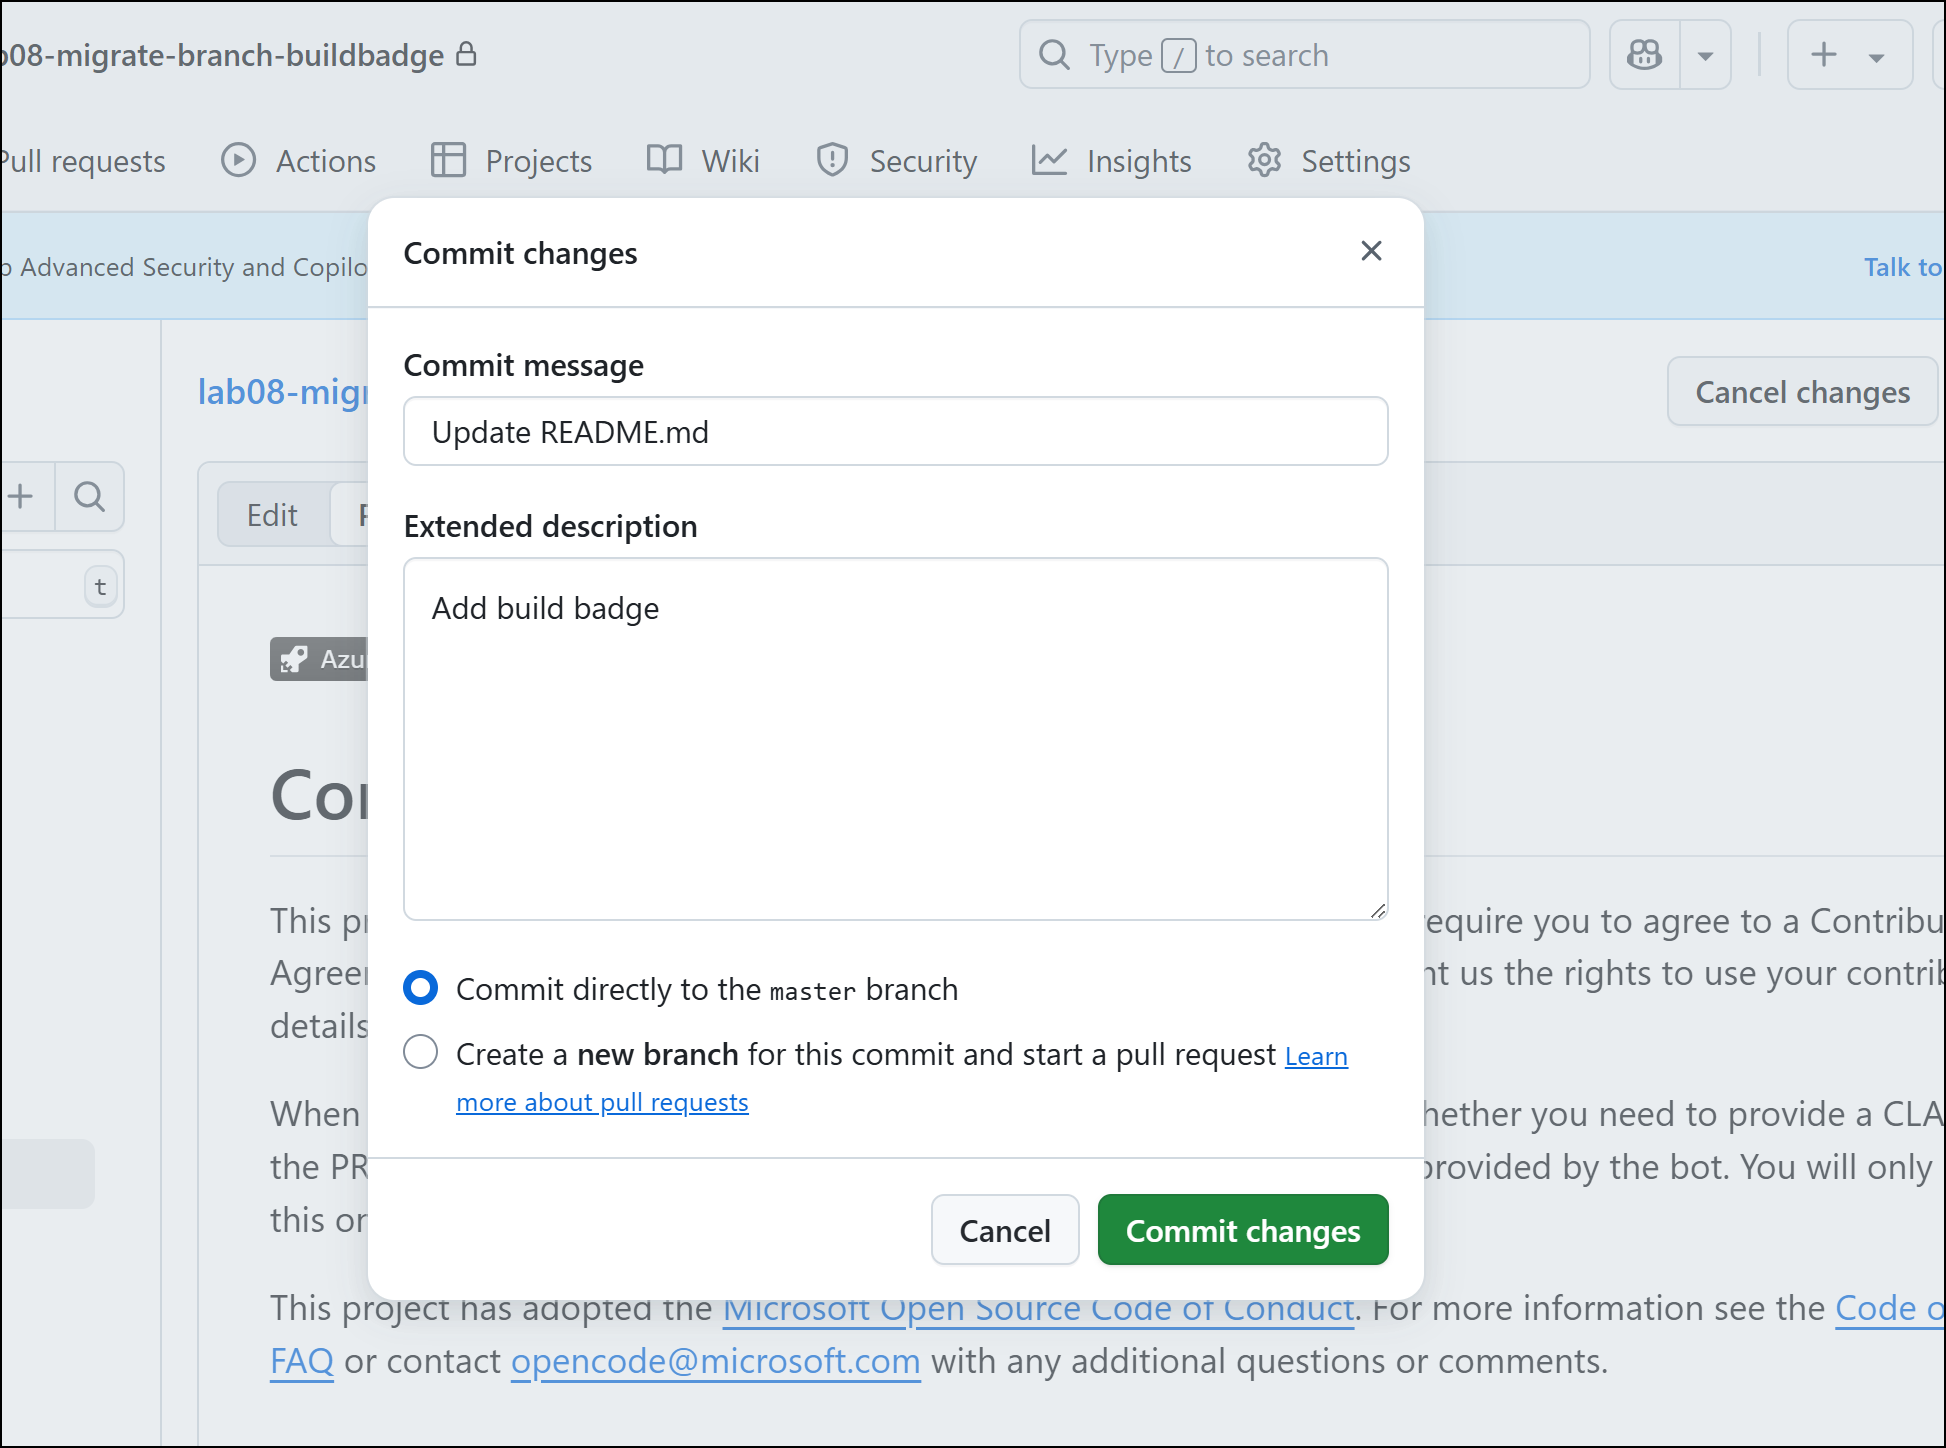 b08-migrate-branch-buildbadge
Type / to search
Pull requests
Actions
Projects
Wiki
Security
Insights
Settings
Advanced Security and Copilo
Talk to
Commit changes
lab08-migr
Cancel changes
Commit message
Update README.md
Edit
t
Extended description
Add build badge
Azu
Co
This pr
equire you to agree to a Contribu
Agree
nt us the rights to use your contrib
details
Commit directly to the master branch
Create a new branch for this commit and start a pull request Learn
more about pull requests
When
hether you need to provide a CLA
the PR
provided by the bot. You will only
this or
Cancel
Commit changes
This project has adopted the Microsoft Open Source Code of Conduct. For more information see the Code o
FAQ or contact opencode@microsoft.com with any additional questions or comments.